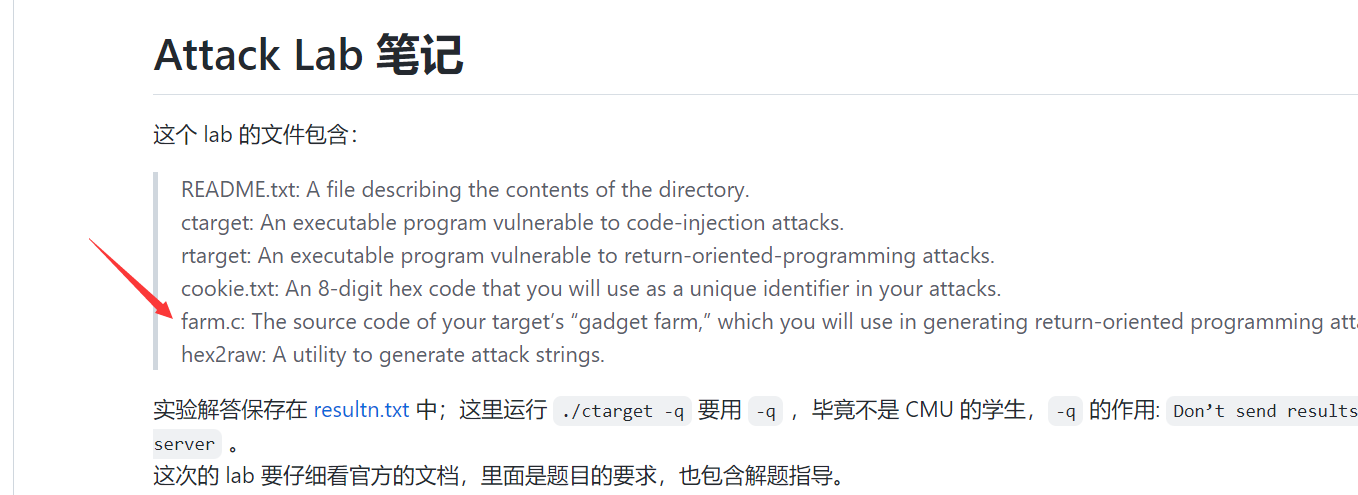 Attack Lab 笔记
这个 lab 的文件包含：
README.txt: A file describing the contents of the directory.
ctarget: An executable program vulnerable to code-injection attacks.
rtarget: An executable program vulnerable to return-oriented-programming attacks.
cookie.txt: An 8-digit hex code that you will use as a unique identifier in your attacks.
farm.c: The source code of your target’s “gadget farm,” which you will use in generating return-oriented programming
hex2raw: A utility to generate attack strings.
实验解答保存在 resultn.txt 中；这里运行 ./ctarget -q 要用 -q ，毕竟不是 CMU 的学生，-q 的作用: Don’t send results
server 。
这次的 lab 要仔细看官方的文档，里面是题目的要求，也包含解题指导。